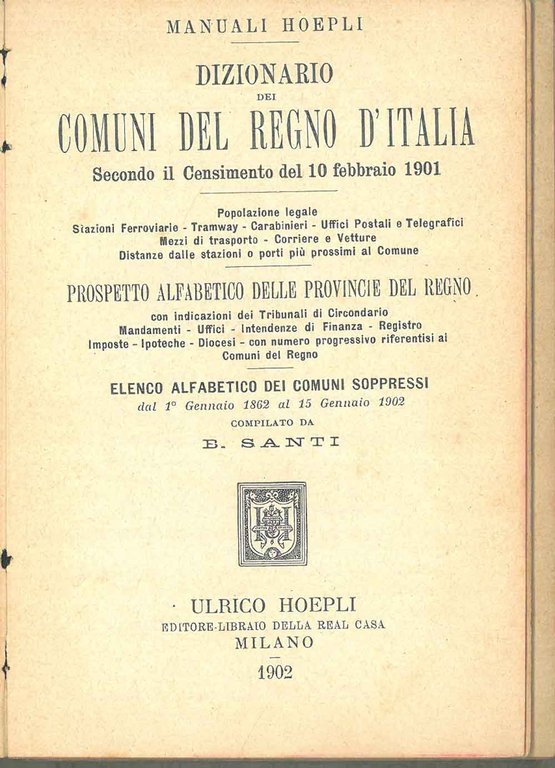 MANUALI HOEPLI
DIZIONARIO
DEI
COMUNI DEL REGNO D'ITALIA
Secondo il Censimento del 10 febbraio 1901
Popolazione legale
Stazioni Ferroviarie - Tramway - Carabinieri - Uffici Postali e Telegrafici
Mezzi di trasporto - Corriere e Vetture
Distanze dalle stazioni o porti più prossimi al Comune
PROSPETTO ALFABETICO DELLE PROVINCIE DEL REGNO
con indicazioni dei Tribunali di Circondario
Mandamenti - Uffici - Intendenze di Finanza - Registro
Imposte - Ipoteche - Diocesi - con numero progressivo riferentisi ai
Comuni del Regno
ELENCO ALFABETICO DEI COMUNI SOPPRESSI
dal 1° Gennaio 1862 al 15 Gennaio 1902
COMPILATO DA
B. SANTI
H
ULRICO HOEPLI
EDITORE-LIBRAIO DELLA REAL CASA
MILANO
1902